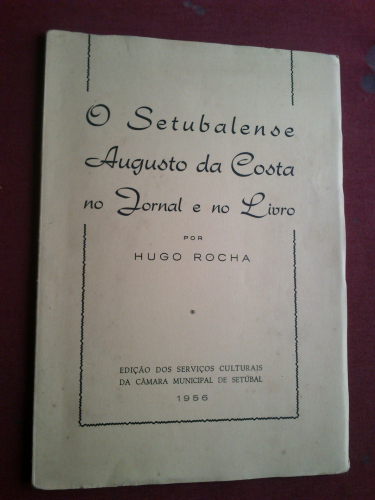 O Setubalense
Augusto da Costa
no Jornal e no Livro
POR
HUGO ROCHA
*
EDIÇÃO DOS SERVIÇOS CULTURAIS
DA CÂMARA MUNICIPAL DE SETÚBAL
1956